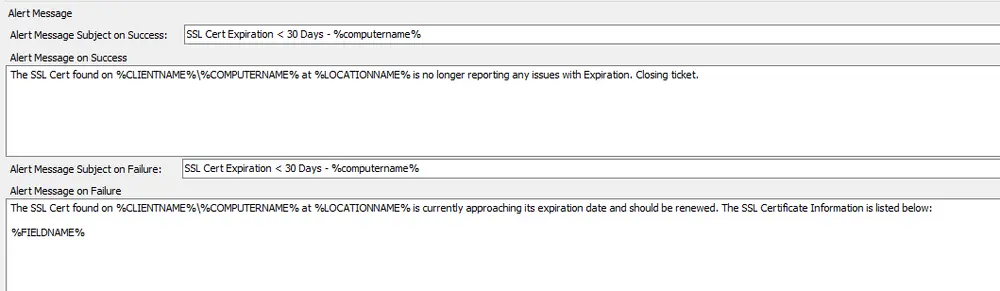 Alert Message
Alert Message Subject on Success: SSL Cert Expiration < 30 Days - %computername%
Alert Message on Success
The SSL Cert found on %CLIENTNAME%\%COMPUTERNAME% at %LOCATIONNAME% is no longer reporting any issues with Expiration. Closing ticket.
Alert Message Subject on Failure: SSL Cert Expiration < 30 Days - %computername%
Alert Message on Failure
The SSL Cert found on %CLIENTNAME%\%COMPUTERNAME% at %LOCATIONNAME% is currently approaching its expiration date and should be renewed. The SSL Certificate Information is listed below:
%FIELDNAME%